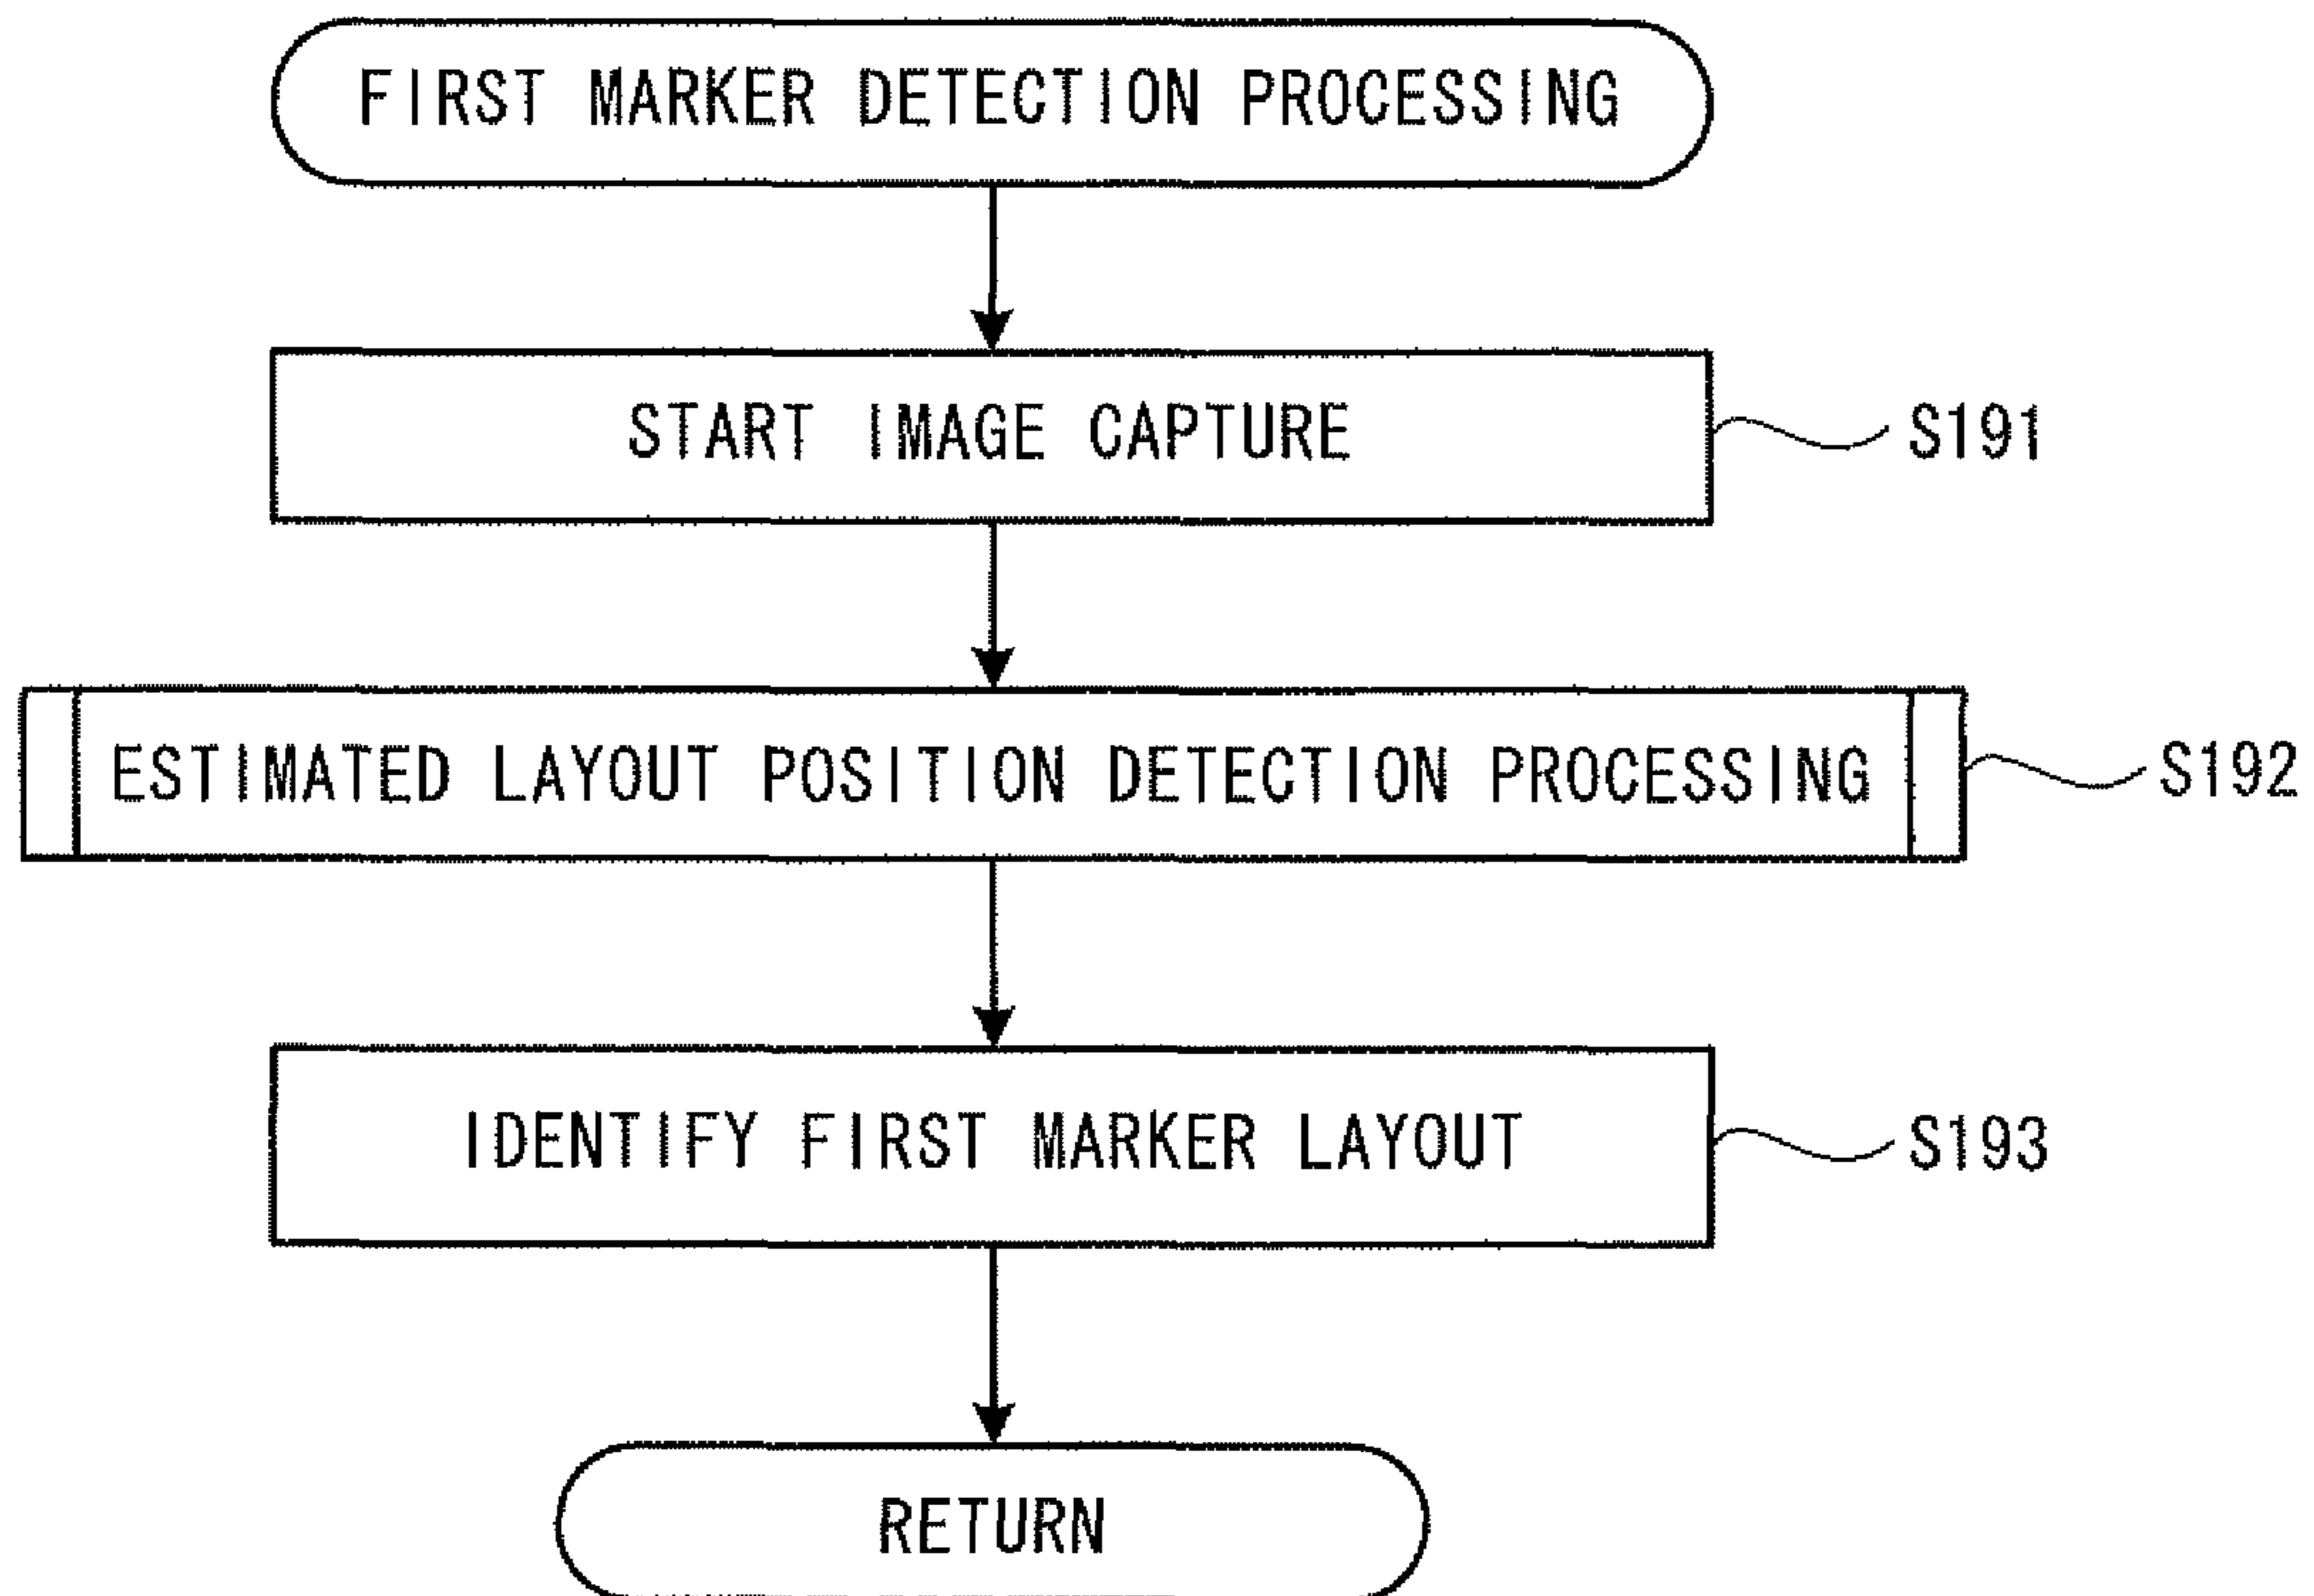 FIRST MARKER DETECTION PROCESSING
START IMAGE CAPTURE
S191
ESTIMATED LAYOUT POSITION DETECTION PROCESSING
S192
IDENTIFY FIRST MARKER LAYOUT
S193
RETURN